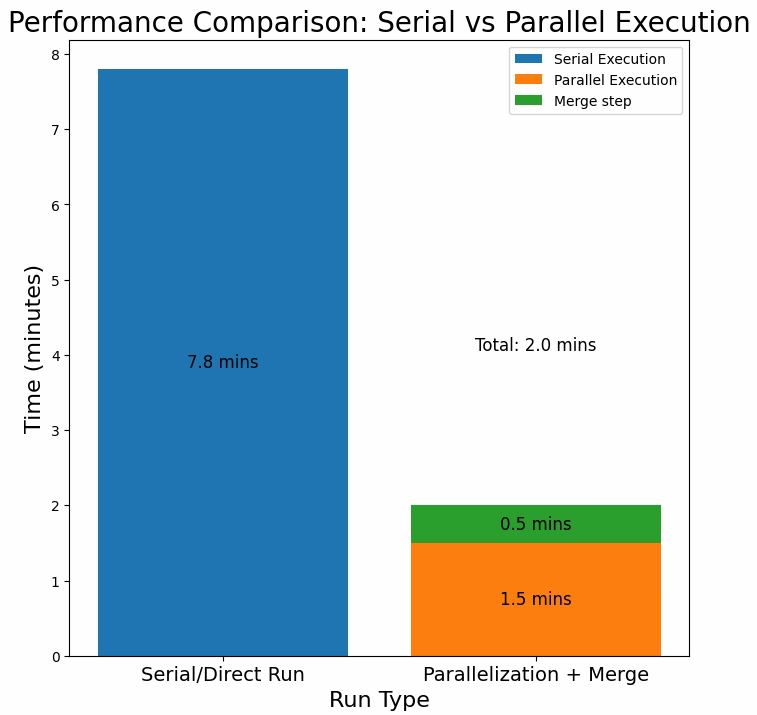 Performance Comparison: Serial vs Parallel Execution
Serial Execution
Parallel Execution
Merge step
8
7
6
5
4
3
2
1
0
Time (minutes)
7.8 mins
Total: 2.0 mins
0.5 mins
1.5 mins
Serial/Direct Run
Parallelization + Merge
Run Type